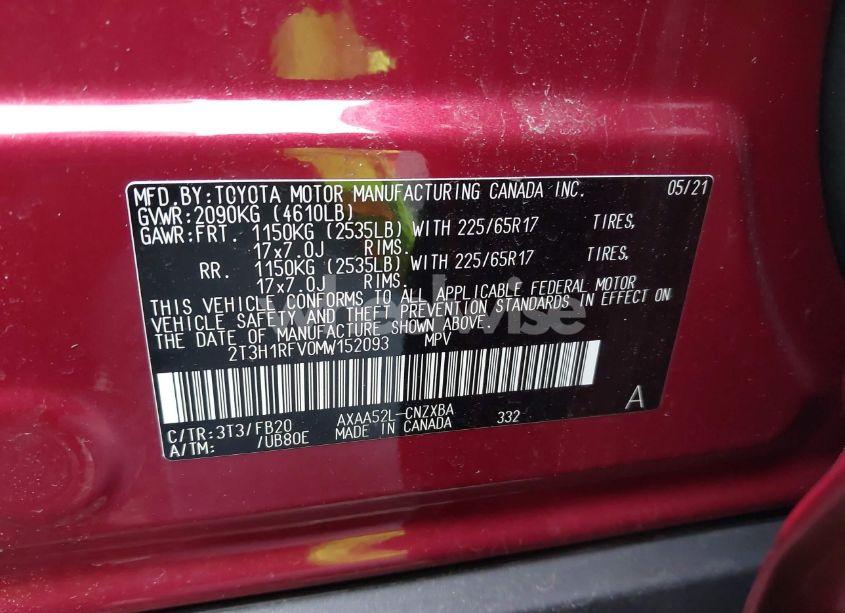 MFD.BY:TOYOTA MOTOR MANUFACTURING CANADA INC. 05/21
GVWR:2090KG (4610LB)
GAWR:FRT. 1150KG (2535LB) WITH 225/65R17 TIRES,
17x7.0J RIMS.
RR. 1150KG (2535LB) WITH 225/65R17 TIRES,
17x7.0J RIMS.
THIS VEHICLE CONFORMS TO ALL APPLICABLE FEDERAL MOTOR
VEHICLE SAFETY AND THEFT PREVENTION STANDARDS IN EFFECT ON
THE DATE OF MANUFACTURE SHOWN ABOVE.
2T3H1RFV0MW152093 MPV
C/TR:3T3/FB20 AXAA52L-CNZXBA 332 A
A/TM: /UB80E MADE IN CANADA
wheelwise